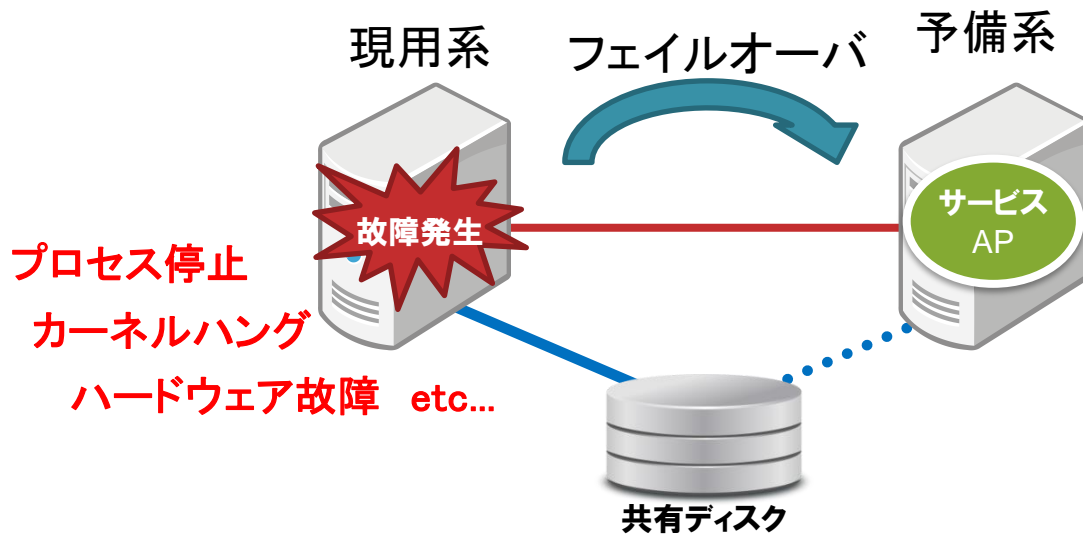 現用系
フェイルオーバ
予備系
故障発生
サービス
AP
プロセス停止
カーネルハング
ハードウェア故障　etc...
共有ディスク